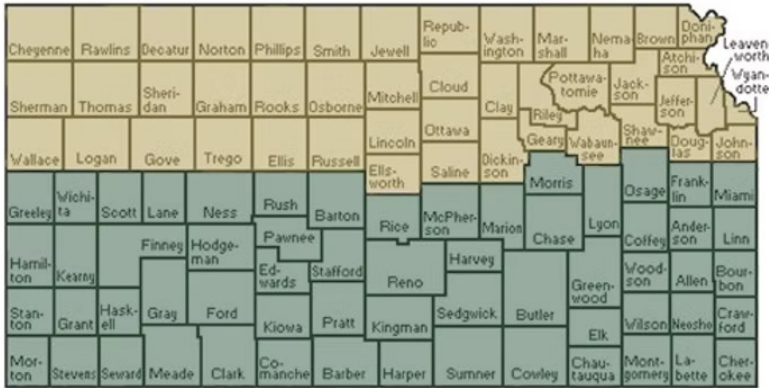 Cheyenne
Rawlins
Decatur
Norton
Phillips
Smith
Jewell
Repub-
lic
Wash-
ington
Mar-
shall
Nema-
ha
Brown
Doni-
phan
Leaven-
worth
Wyan-
dotte
Atchi-
son
Sherman
Thomas
Sheri-
dan
Graham
Rooks
Osborne
Mitchell
Cloud
Clay
Pottawa-
tomie
Jack-
son
Jeffer-
son
Riley
Ottawa
Lincoln
Wallace
Logan
Gove
Trego
Ellis
Russell
Ells-
worth
Saline
Dickin-
son
Geary
Wabaun-
see
Shaw-
nee
Doug-
las
John-
son
Greeley
Wichi-
ta
Scott
Lane
Ness
Rush
Barton
Rice
McPher-
son
Marion
Morris
Chase
Lyon
Osage
Frank-
lin
Miami
Hamil-
ton
Kearny
Finney
Hodge-
man
Pawnee
Ed-
wards
Stafford
Reno
Harvey
Coffey
Ander-
son
Linn
Stan-
ton
Grant
Hask-
ell
Gray
Ford
Kiowa
Pratt
Kingman
Sedgwick
Butler
Green-
wood
Wood-
son
Allen
Bour-
bon
Elk
Wilson
Neosho
Craw-
ford
Mor-
ton
Stevens
Seward
Meade
Clark
Co-
manche
Barber
Harper
Sumner
Cowley
Chau-
tauqua
Mont-
gomery
La-
bette
Cher-
okee